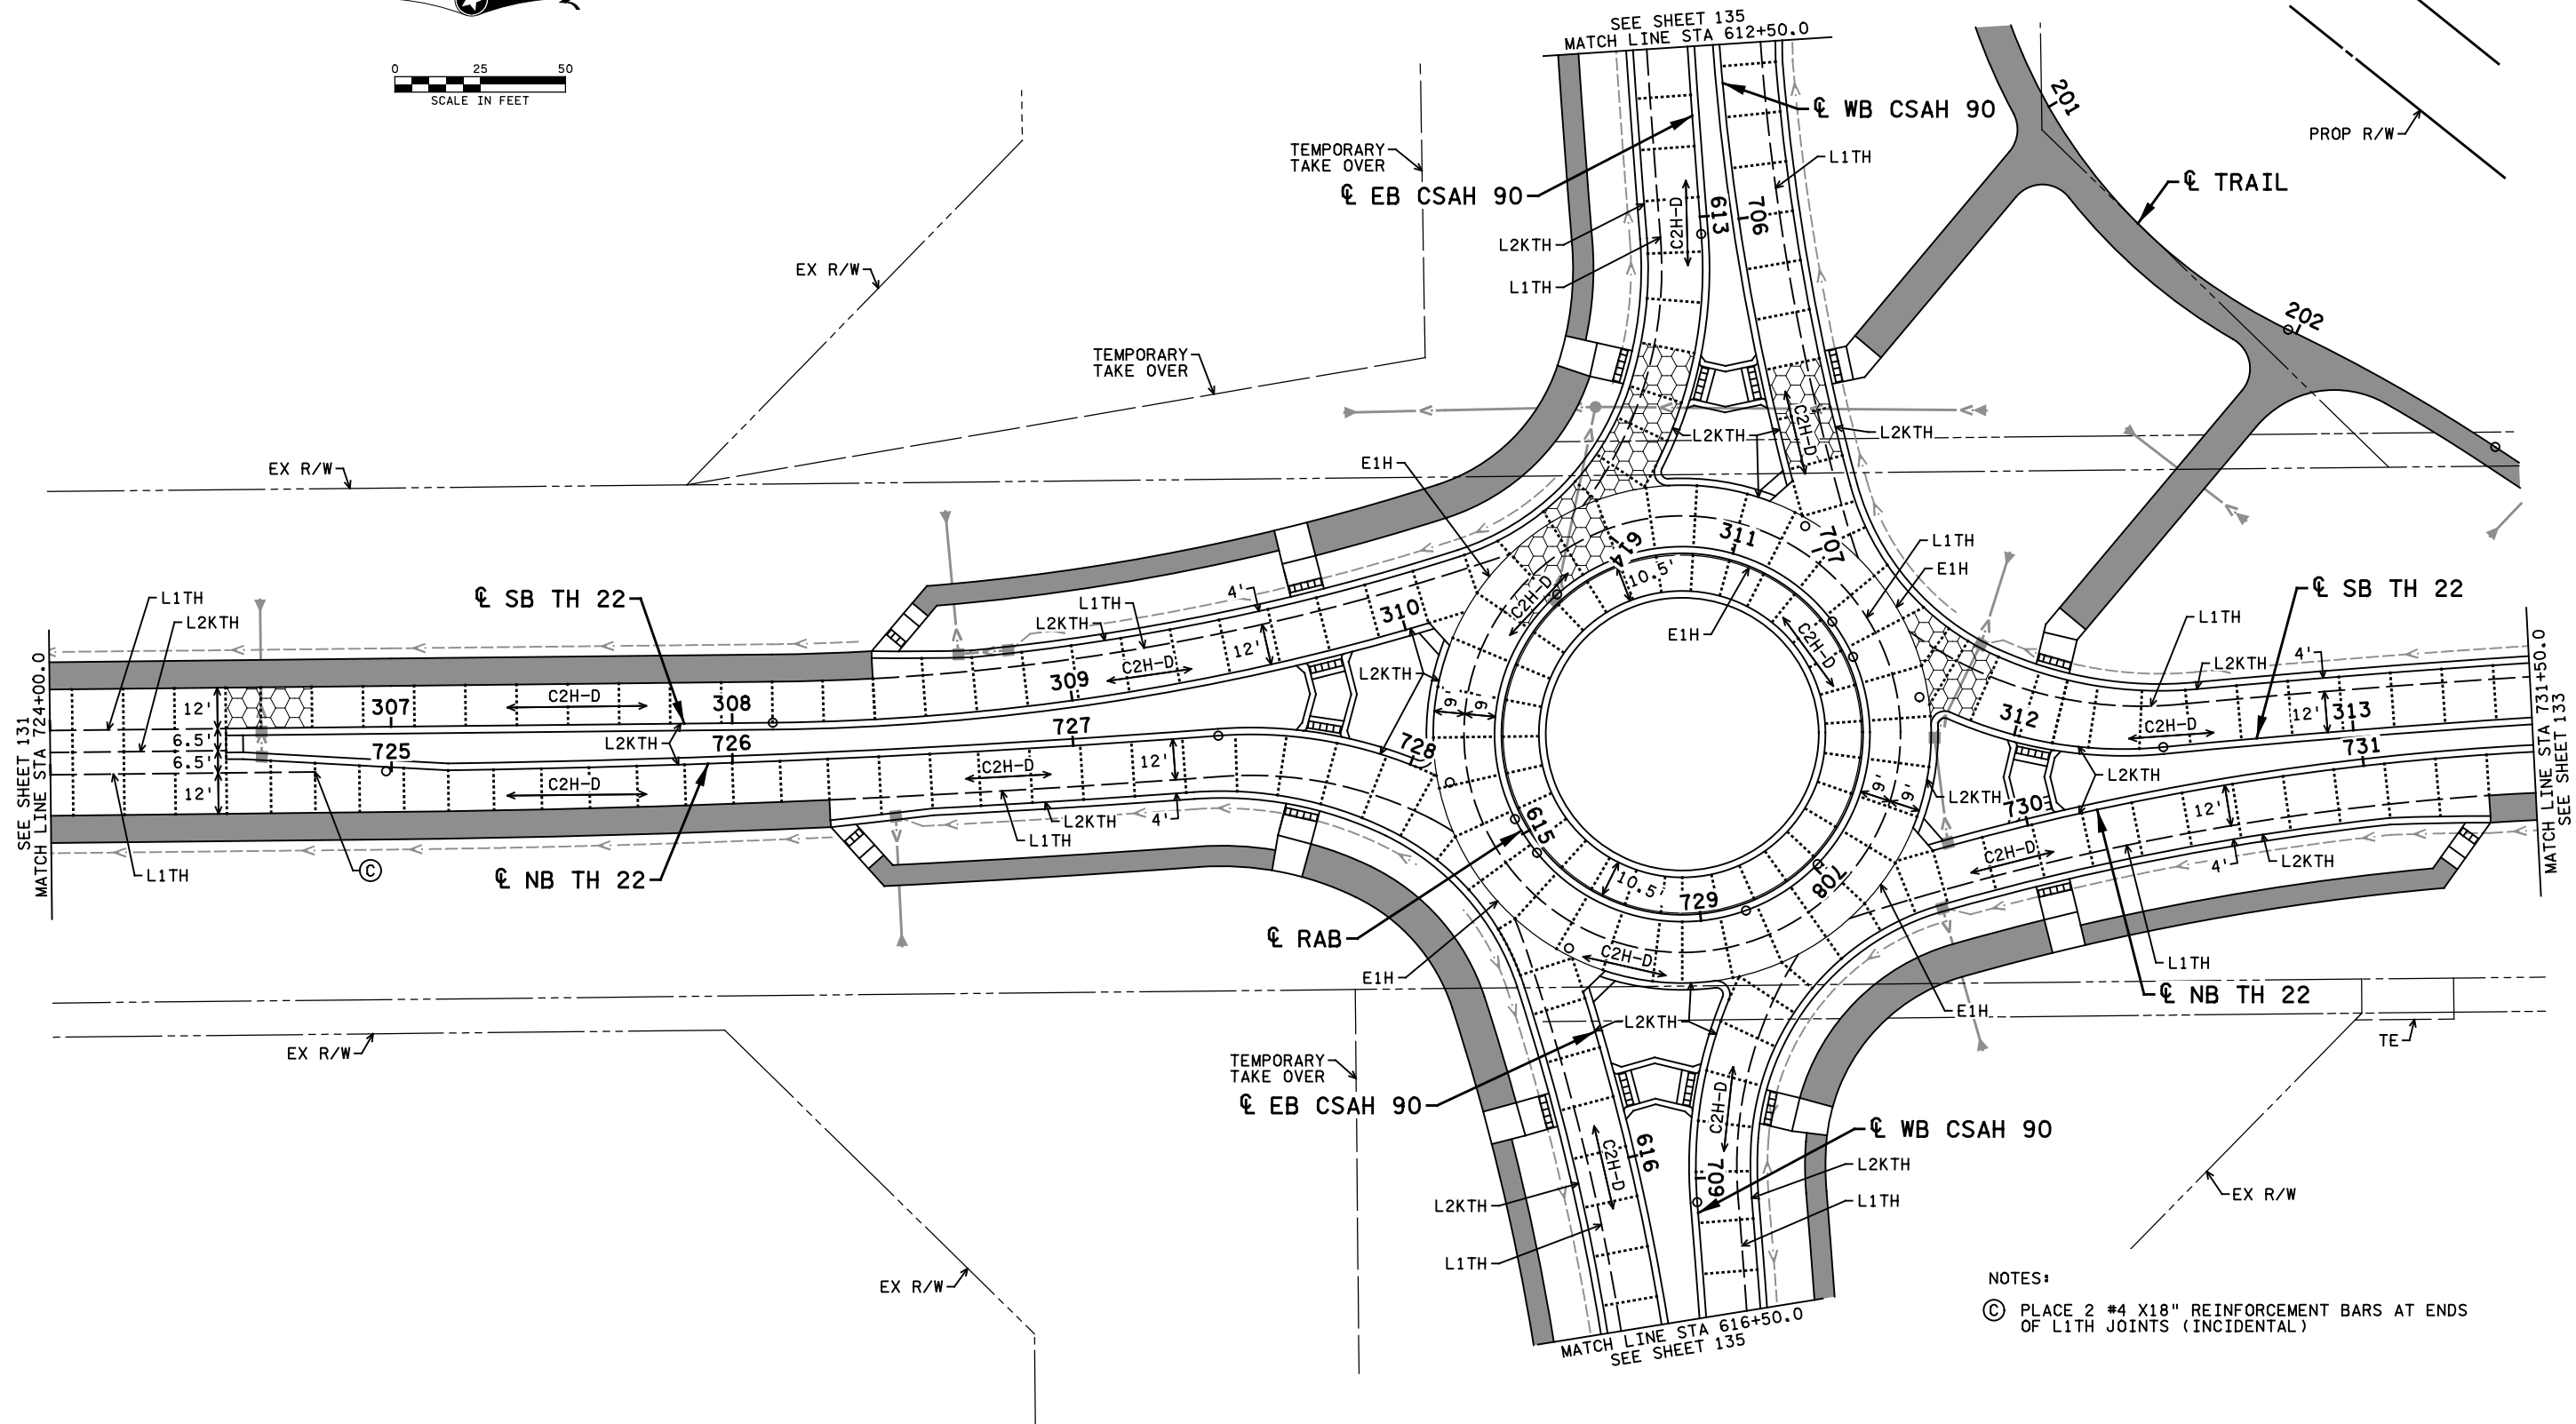 0 25 50
SCALE IN FEET
SEE SHEET 135
MATCH LINE STA 612+50.0
℄ WB CSAH 90
201
PROP R/W
TEMPORARY
TAKE OVER
L1TH
℄ EB CSAH 90
C2H-D
613
706
℄ TRAIL
L2KTH
EX R/W
L1TH
202
TEMPORARY
TAKE OVER
C2H-D
L2KTH
L2KTH
EX R/W
E1H
614
311
707
L1TH
E1H
10.5'
C2H-D
E1H
C2H-D
℄ SB TH 22
L1TH
L2KTH
℄ SB TH 22
4'
L1TH
L2KTH
310
12'
C2H-D
309
L2KTH
L1TH
L2KTH
4'
SEE SHEET 131
MATCH LINE STA 724+00.0
12'
307
C2H-D
308
9'
9'
312
12'
313
C2H-D
MATCH LINE STA 731+50.0
SEE SHEET 133
6.5'
6.5'
725
L2KTH
726
727
728
731
12'
C2H-D
C2H-D
12'
L2KTH
L2KTH
9'
9'
730
12'
L1TH
L2KTH
4'
L1TH
C
℄ NB TH 22
615
10.5'
729
708
C2H-D
4'
L2KTH
℄ RAB
C2H-D
E1H
L1TH
℄ NB TH 22
E1H
L2KTH
TE
EX R/W
TEMPORARY
TAKE OVER
℄ EB CSAH 90
C2H-D
℄ WB CSAH 90
C2H-D
616
709
L2KTH
L2KTH
L1TH
EX R/W
L1TH
EX R/W
MATCH LINE STA 616+50.0
SEE SHEET 135
NOTES:
C PLACE 2 #4 X18" REINFORCEMENT BARS AT ENDS
OF L1TH JOINTS (INCIDENTAL)